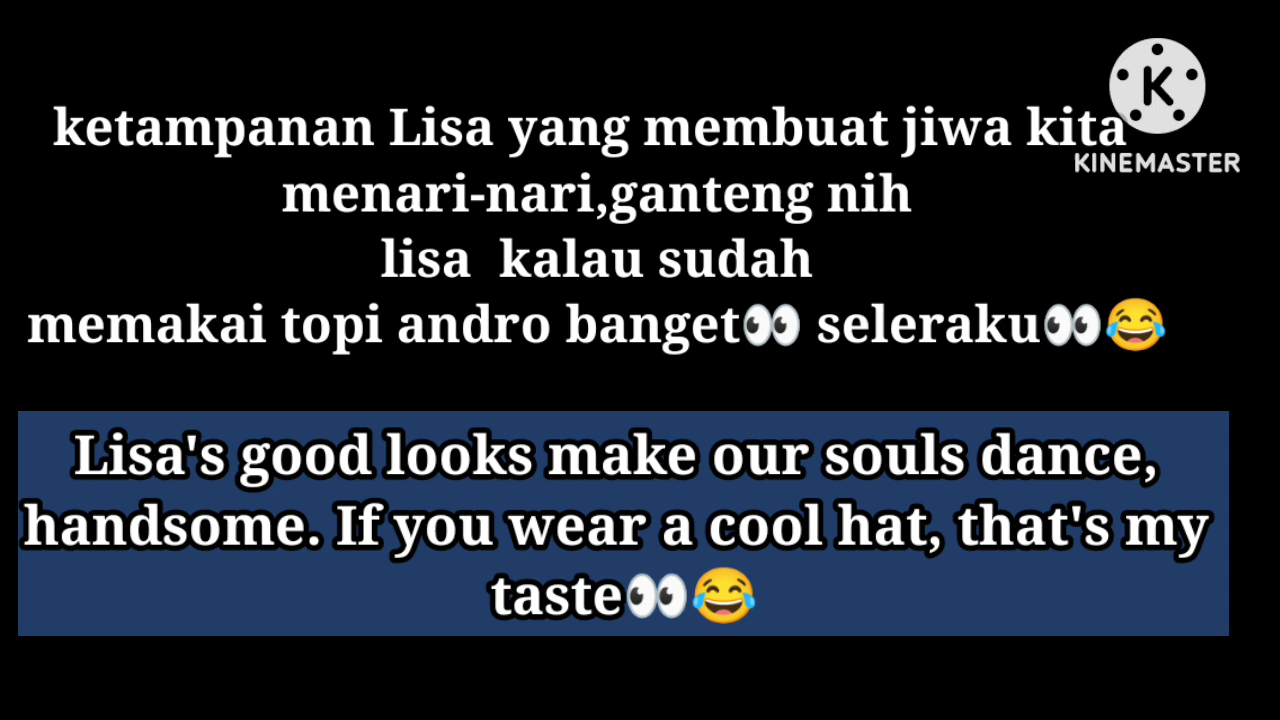 ketampanan Lisa yang membuat jiwa kita
menari-nari,ganteng nih
lisa  kalau sudah
memakai topi andro banget👀 seleraku👀😂
K
KINEMASTER
Lisa's good looks make our souls dance,
handsome. If you wear a cool hat, that's my
taste👀😂